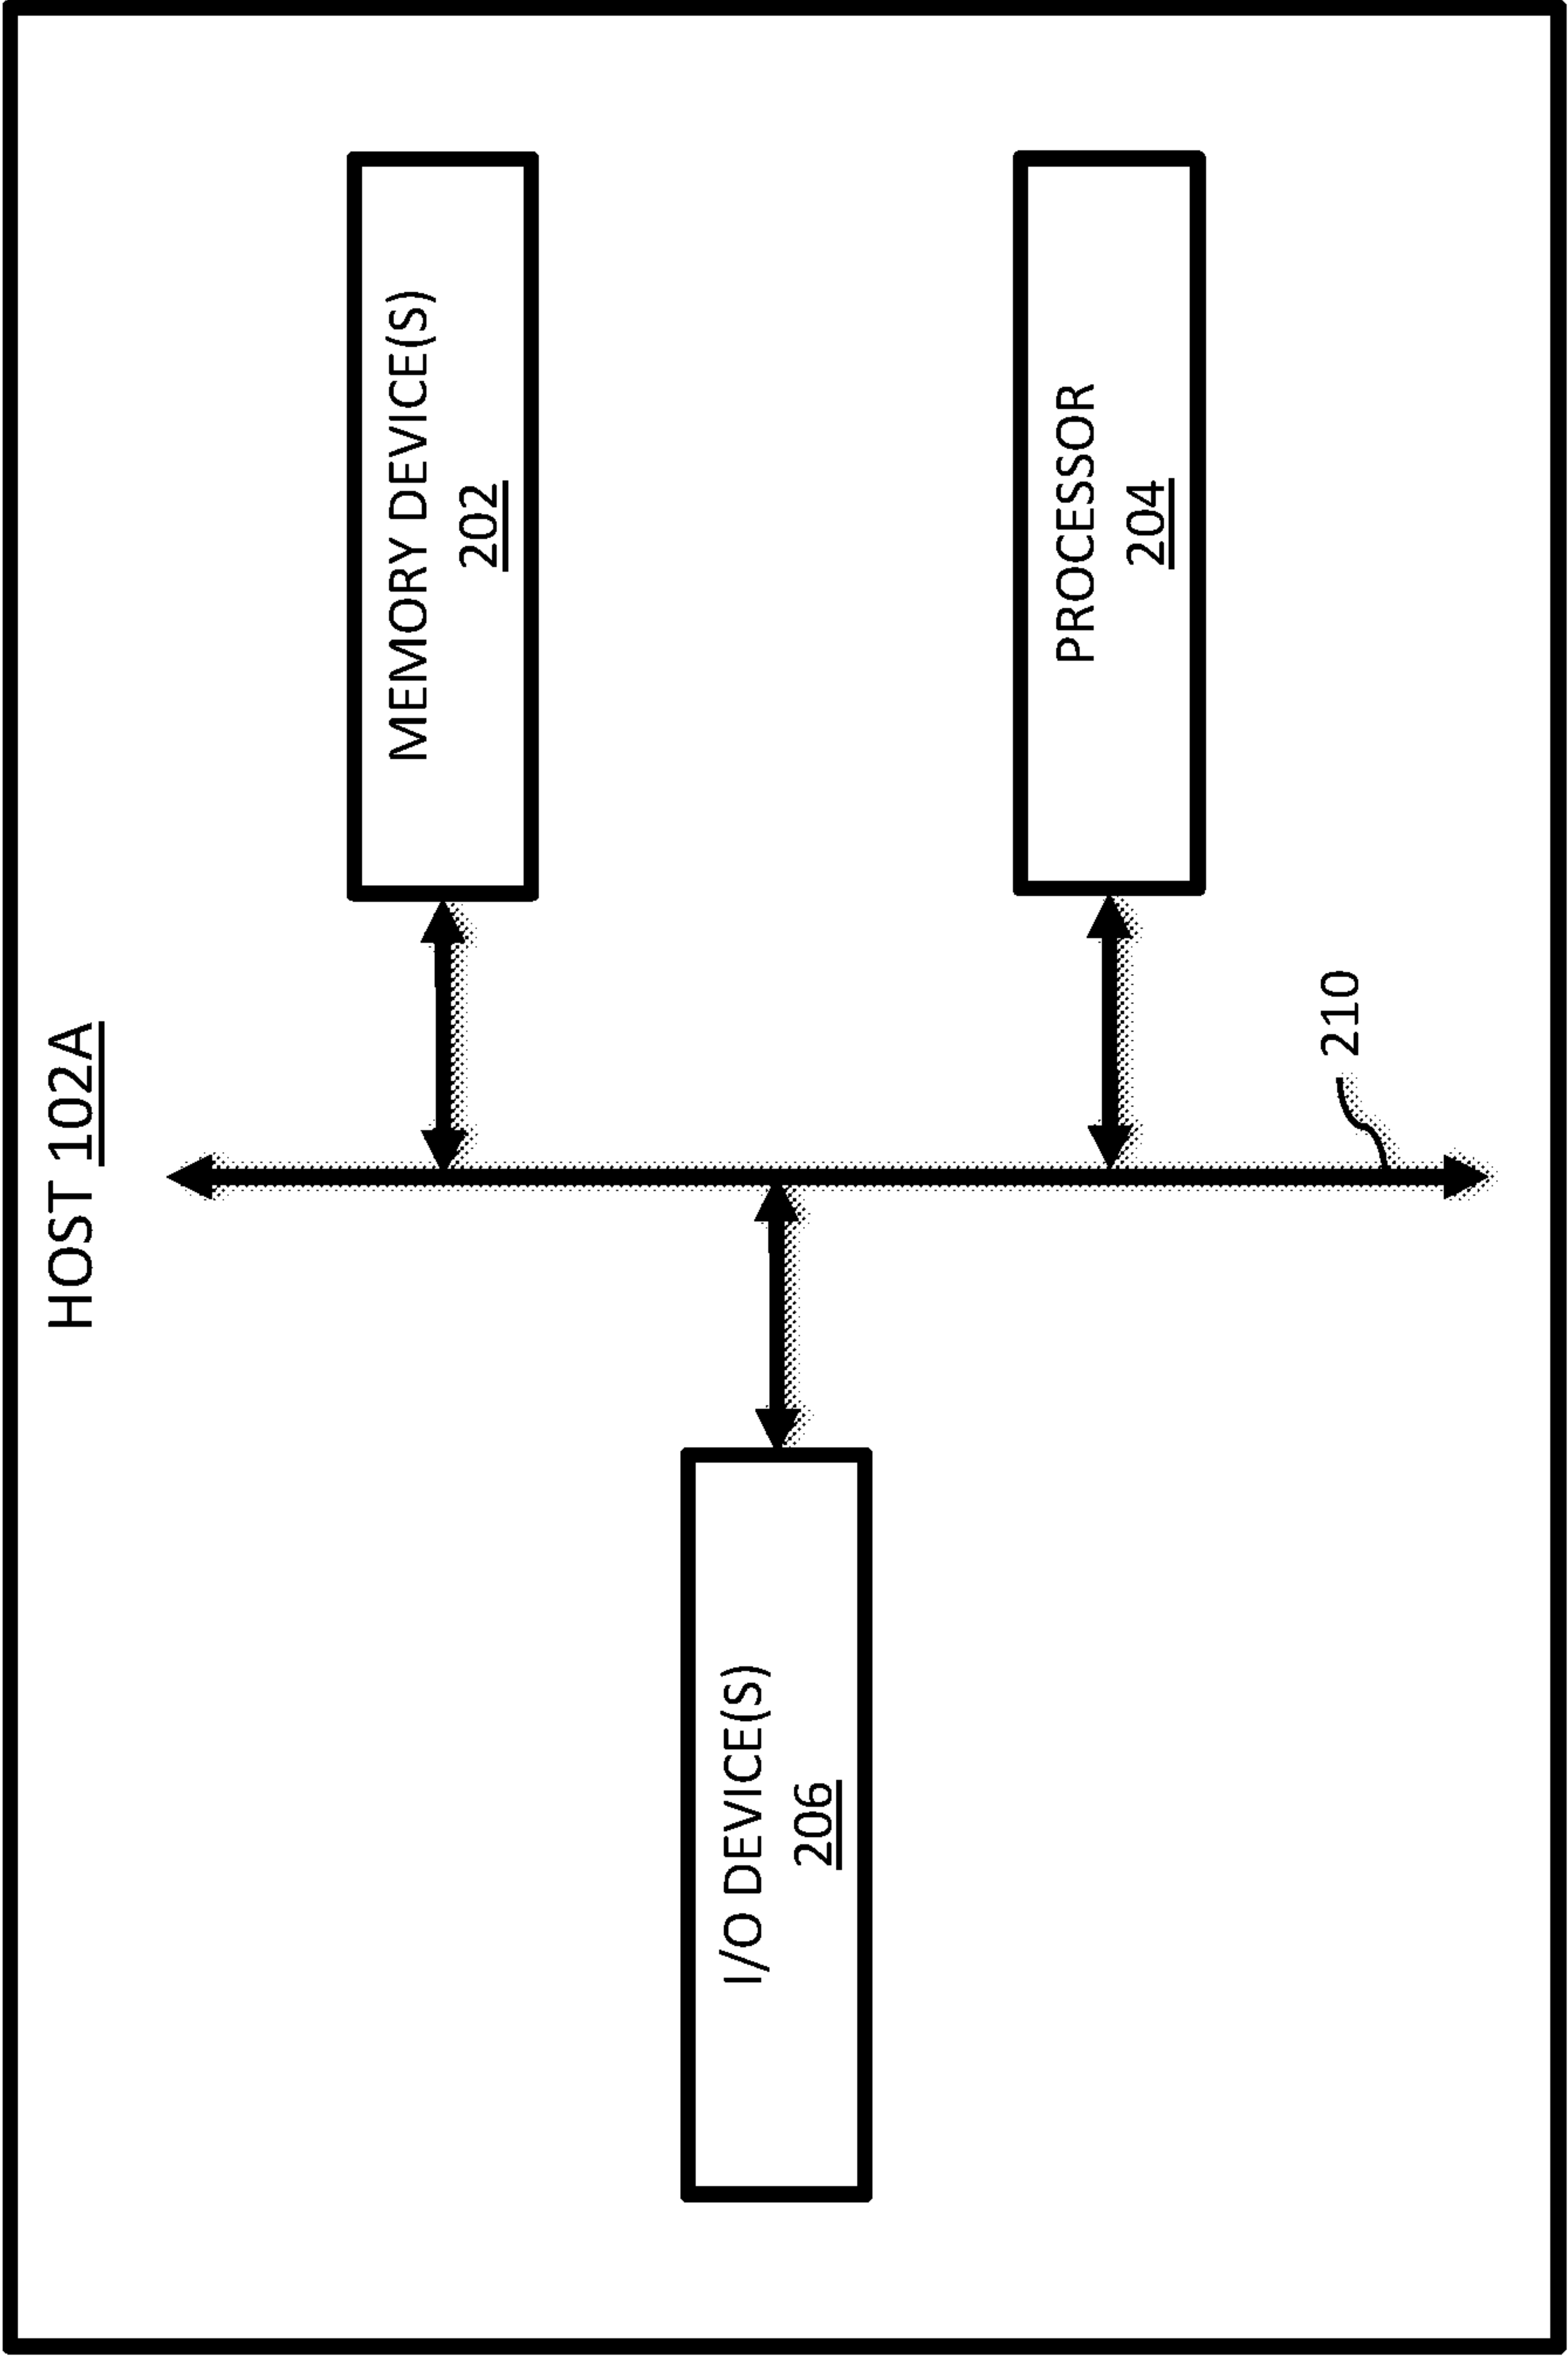 HOST 102A
MEMORY DEVICE(S)
202
I/O DEVICE(S)
206
PROCESSOR
204
210